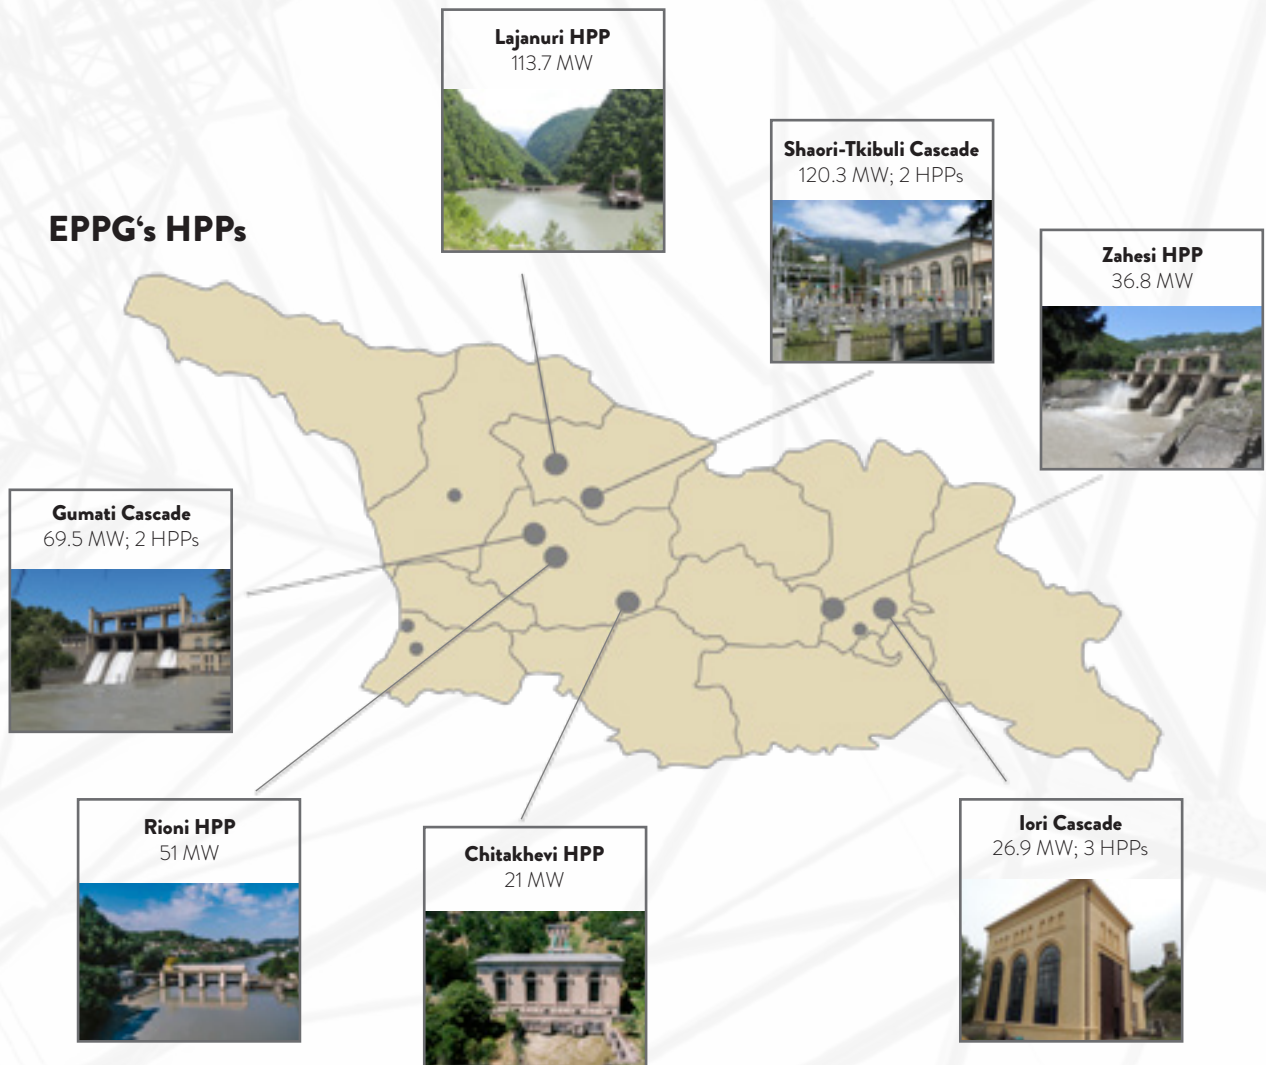 Lajanuri HPP
113.7 MW
Shaori-Tkibuli Cascade
120.3 MW; 2 HPPs
EPPG‘s HPPs
Zahesi HPP
36.8 MW
Gumati Cascade
69.5 MW; 2 HPPs
Rioni HPP
51 MW
Chitakhevi HPP
21 MW
Iori Cascade
26.9 MW; 3 HPPs